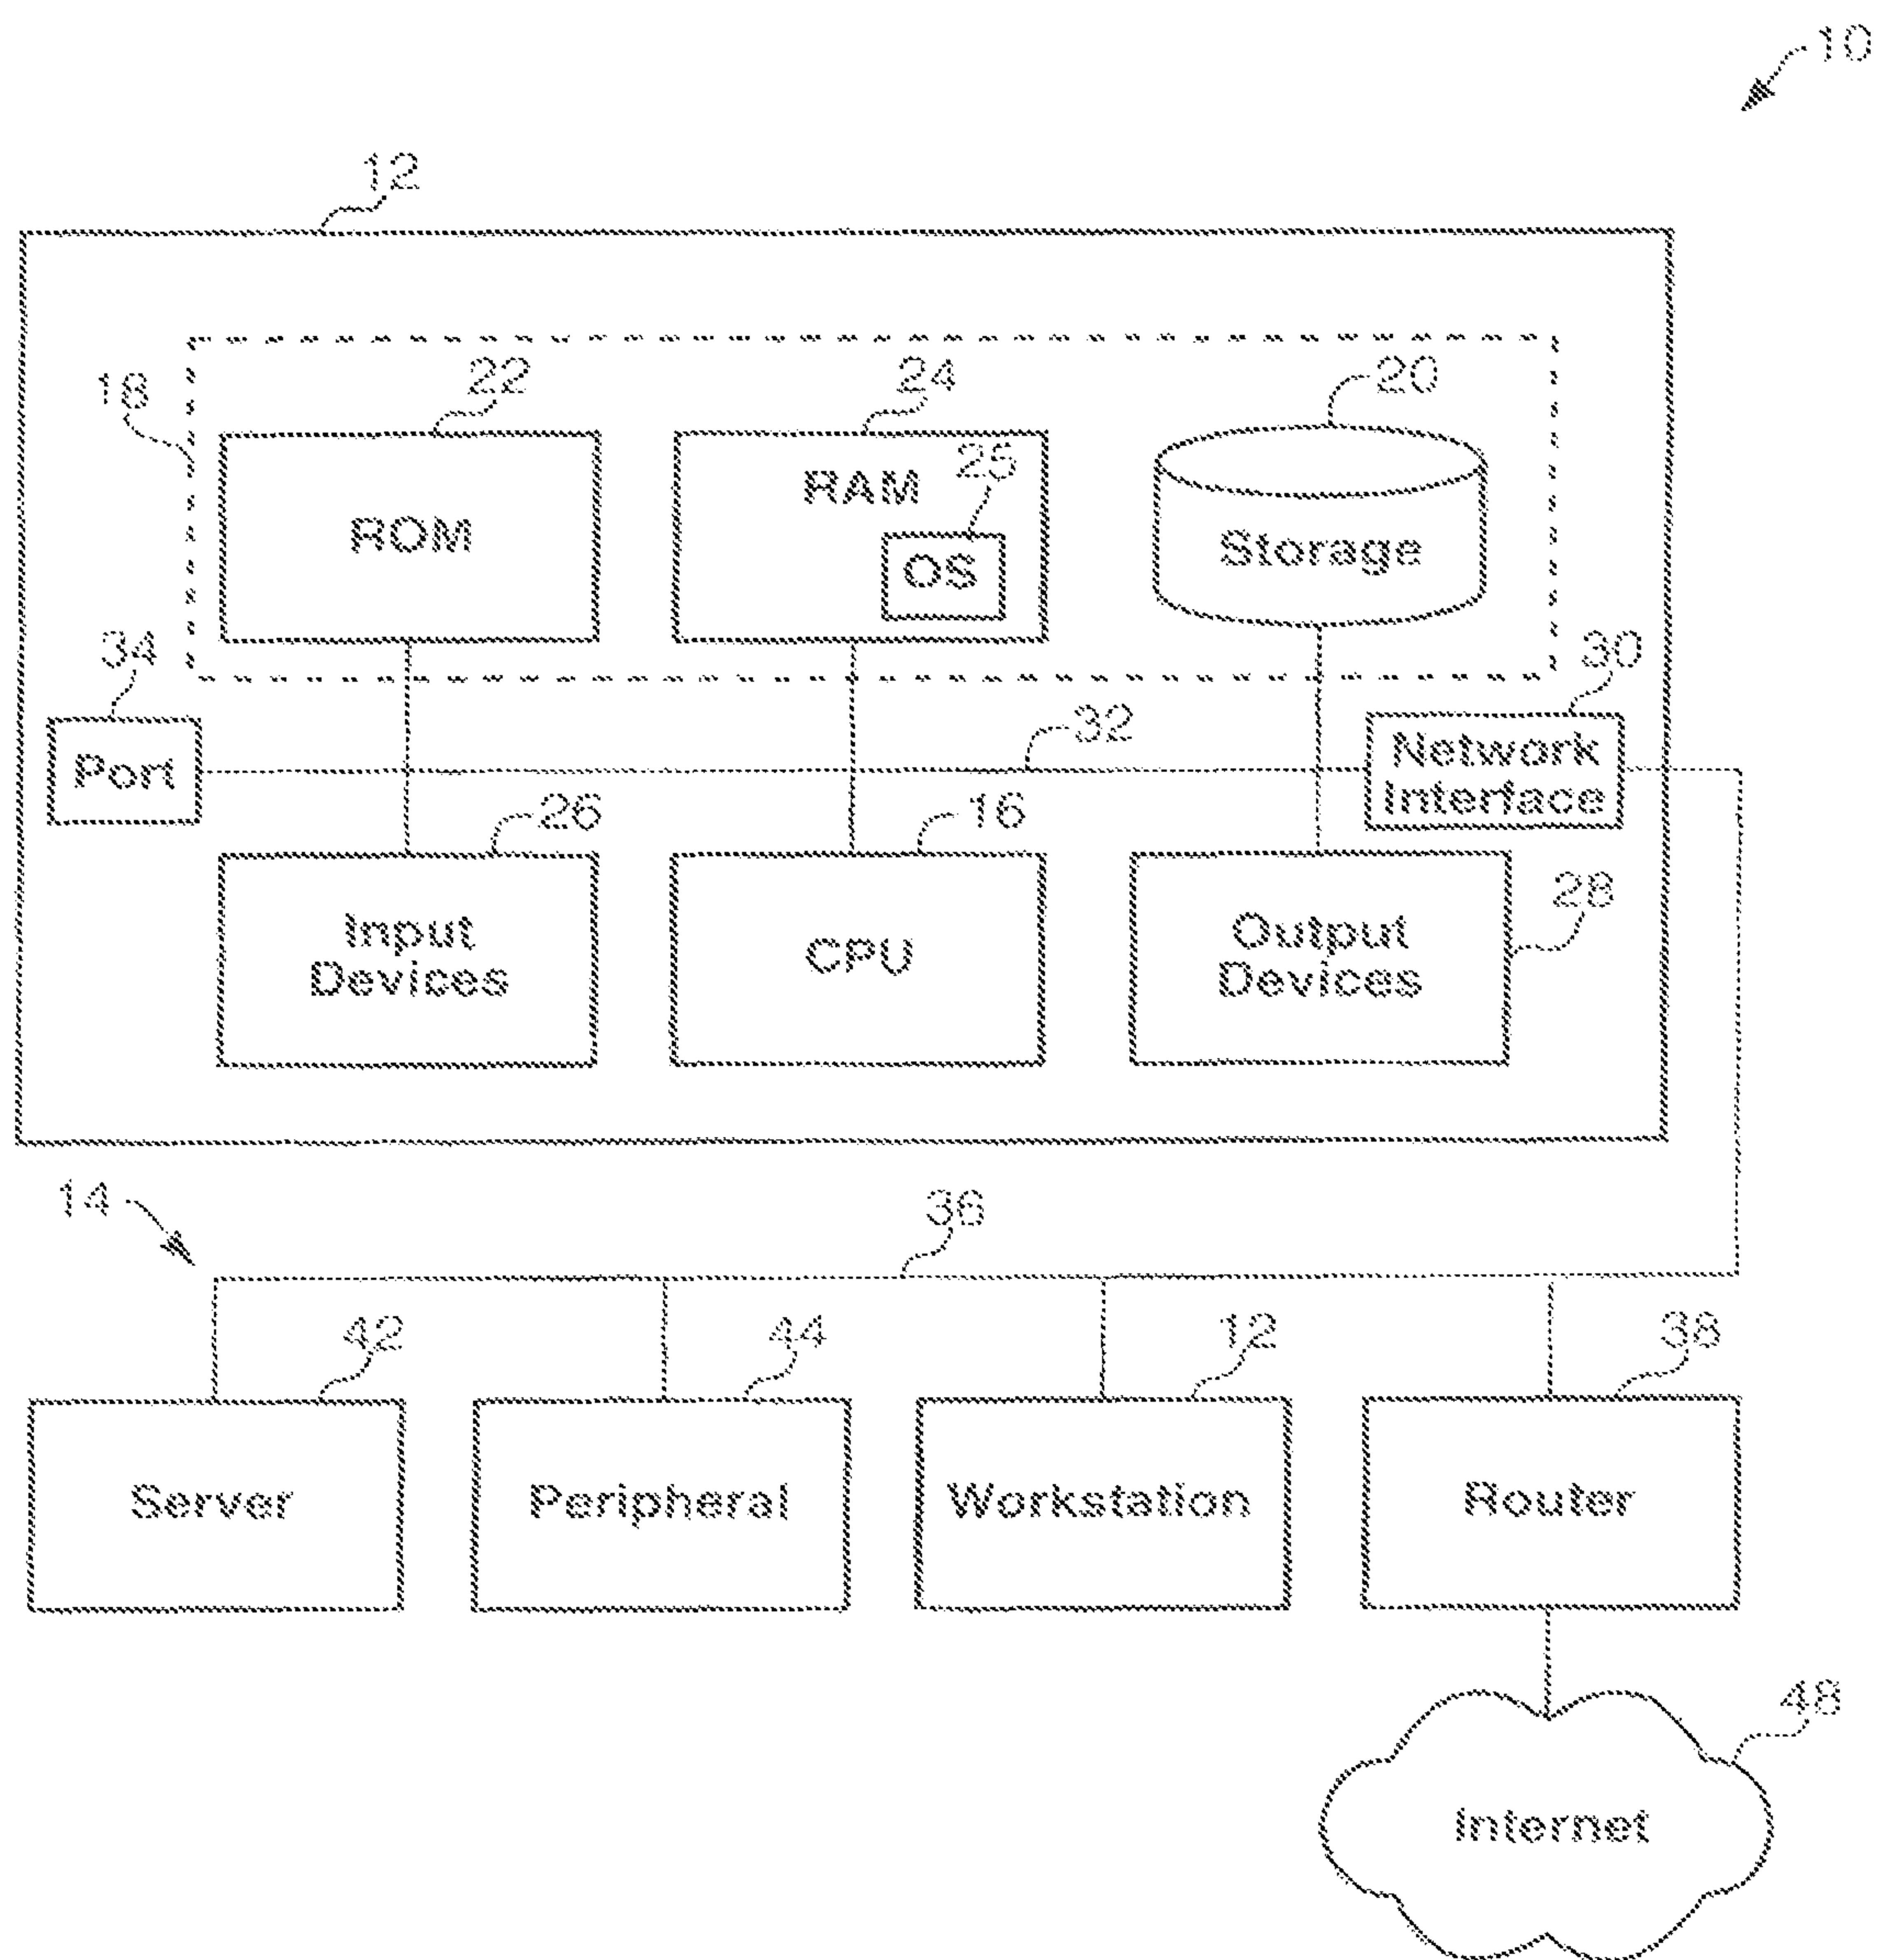 10
12
22
24
20
18
25
RAM
ROM
OS
Storage
34
30
32
Port
Network
Interface
26
16
28
Input
Devices
CPU
Output
Devices
14
36
42
44
12
38
Server
Peripheral
Workstation
Router
48
Internet